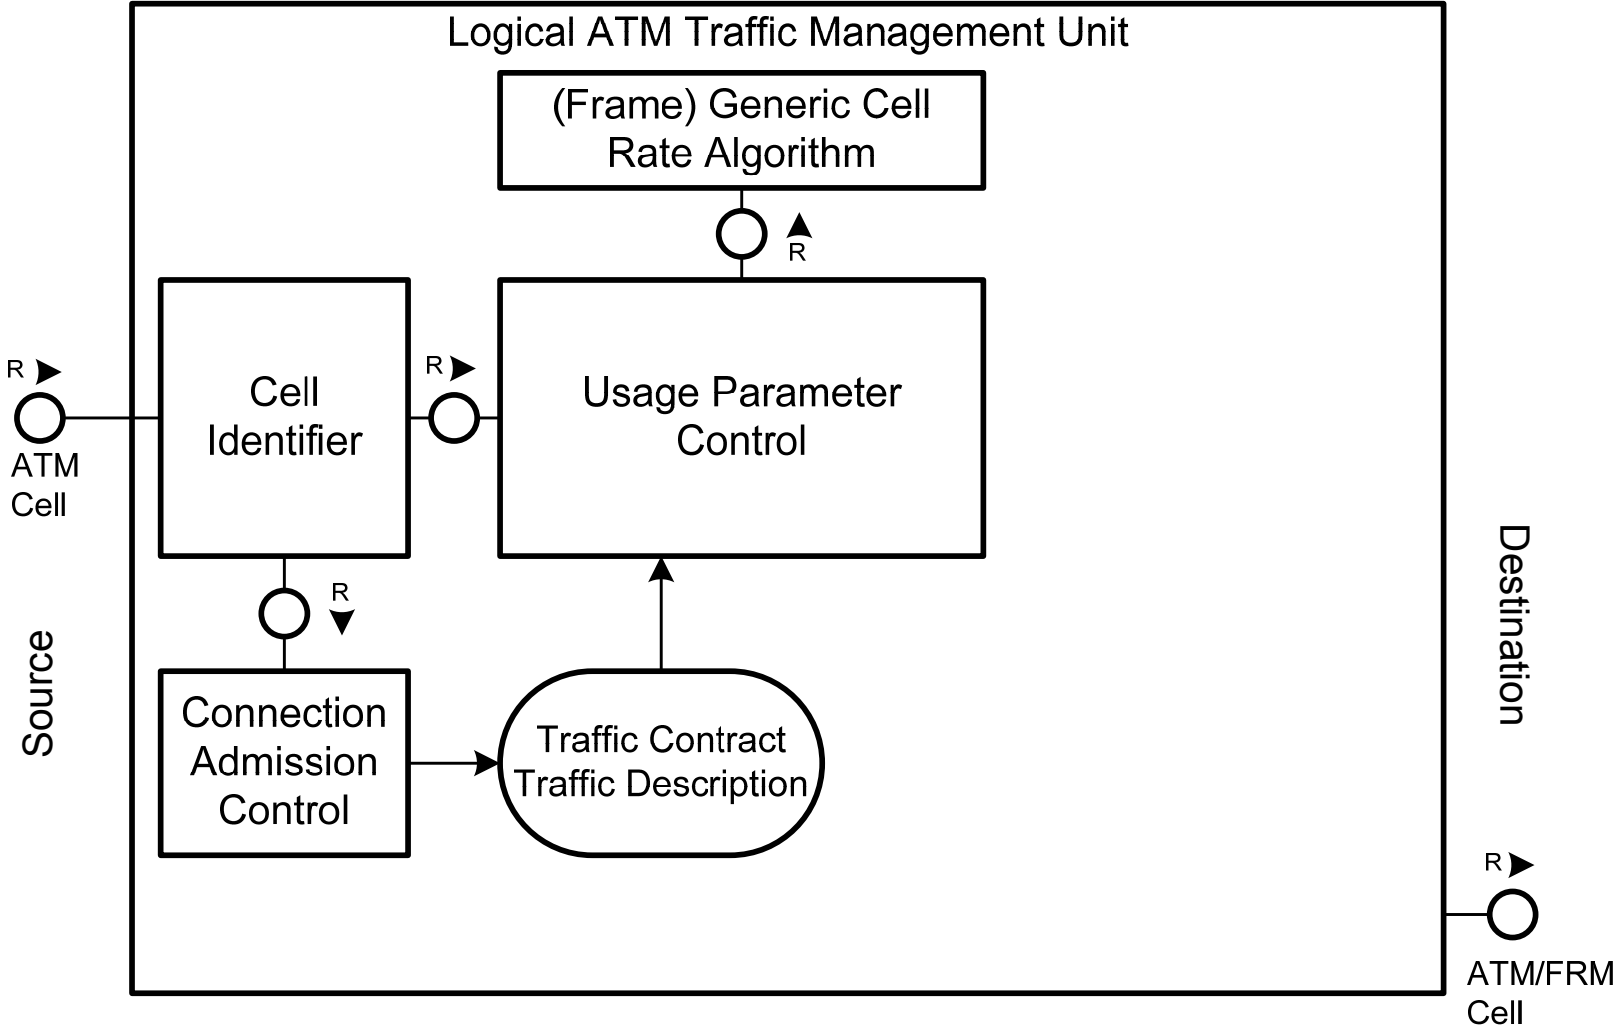 Logical ATM Traffic Management Unit
(Frame) Generic Cell
Rate Algorithm
R
R
ATM
Cell
Cell
Identifier
R
Usage Parameter
Control
R
Source
Connection
Admission
Control
Traffic Contract
Traffic Description
Destination
R
ATM/FRM
Cell